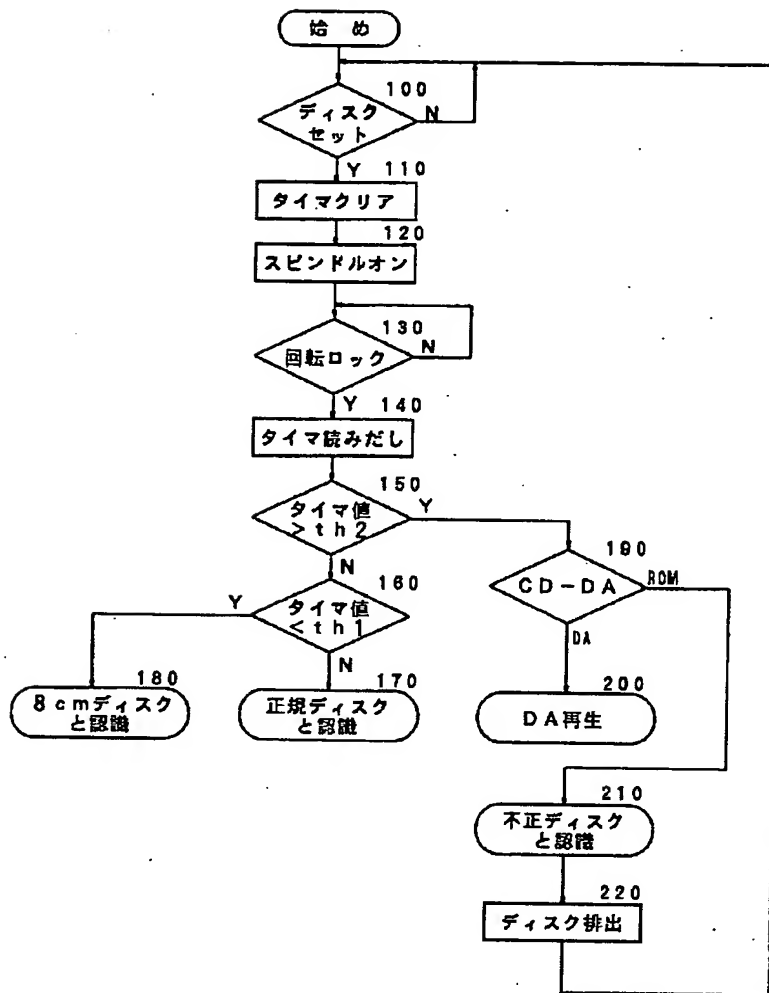 始め
100
ディスク
セット
N
Y
110
タイマクリア
120
スピンドルオン
130
回転ロック
N
Y
140
タイマ読みだし
150
タイマ値
>th2
Y
N
160
タイマ値
<th1
Y
N
190
CD-DA
ROM
DA
180
8cmディスク
と認識
170
正規ディスク
と認識
200
DA再生
210
不正ディスク
と認識
220
ディスク排出